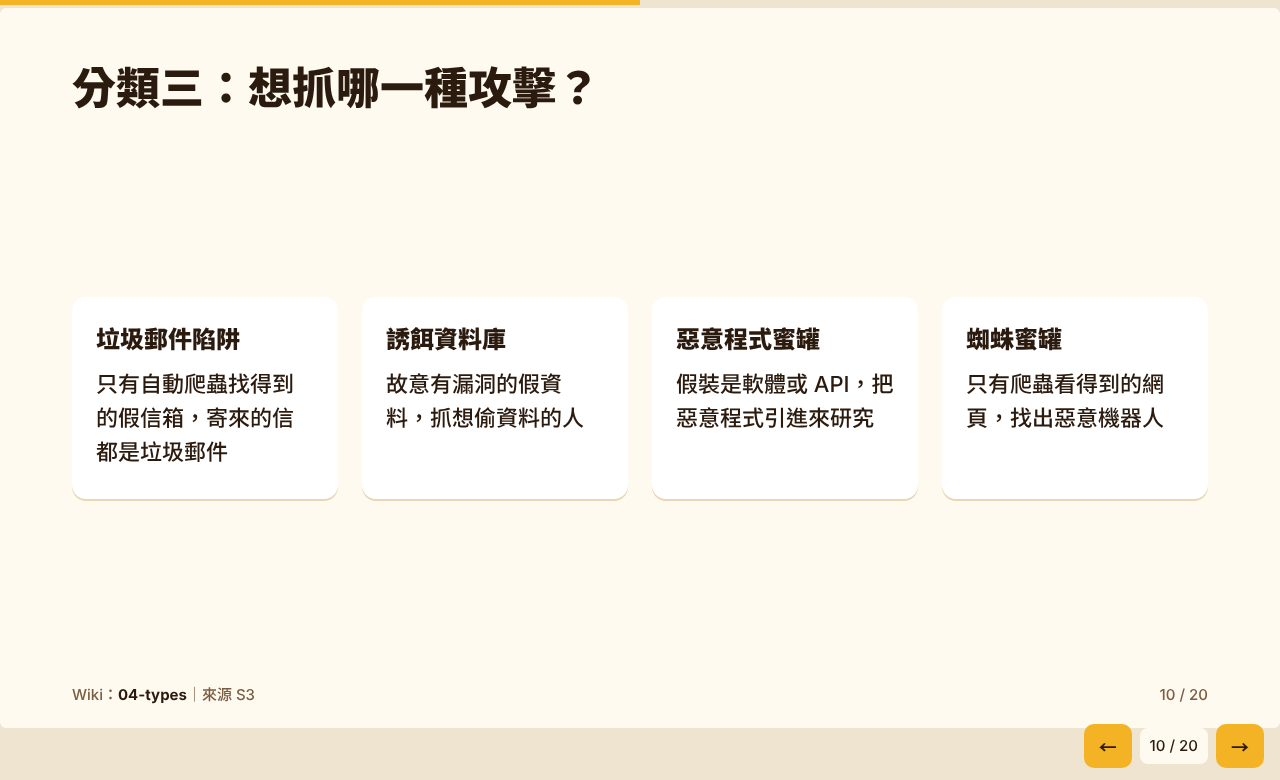 分類三：想抓哪一種攻擊？
垃圾郵件陷阱
只有自動爬蟲找得到
的假信箱，寄來的信
都是垃圾郵件
誘餌資料庫
故意有漏洞的假資
料，抓想偷資料的人
惡意程式蜜罐
假裝是軟體或 API，把
惡意程式引進來研究
蜘蛛蜜罐
只有爬蟲看得到的網
頁，找出惡意機器人
Wiki：04-types｜來源 S3
10 / 20
← 10 / 20 →